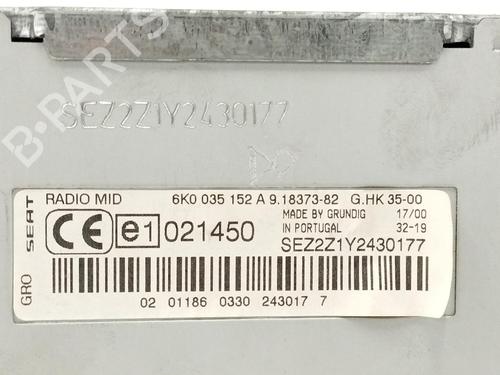 SEZ2Z1Y2430177
RADIO MID 6K0 035 152 A 9.18373-82 G.HK 35-00
MADE BY GRUNDIG 17/00
IN PORTUGAL 32-19
CE e1 021450 SEZ2Z1Y2430177
SEAT
GRO
02 01186 0330 243017 7
B-PARTS